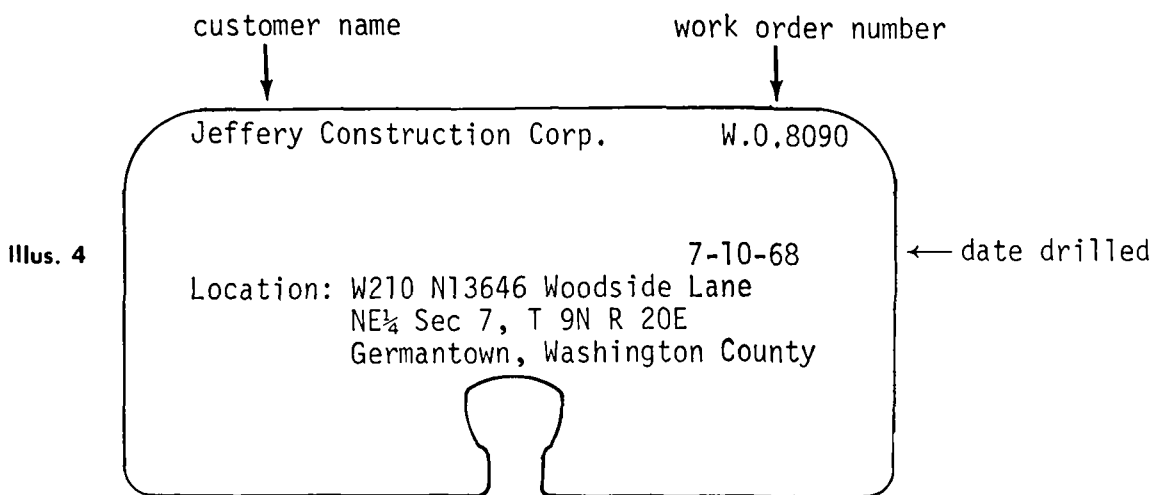 customer name work order number
Jeffery Construction Corp. W.O.8090
7-10-68
Illus. 4 date drilled
Location: W210 N13646 Woodside Lane
NE¼ Sec 7, T 9N R 20E
Germantown, Washington County